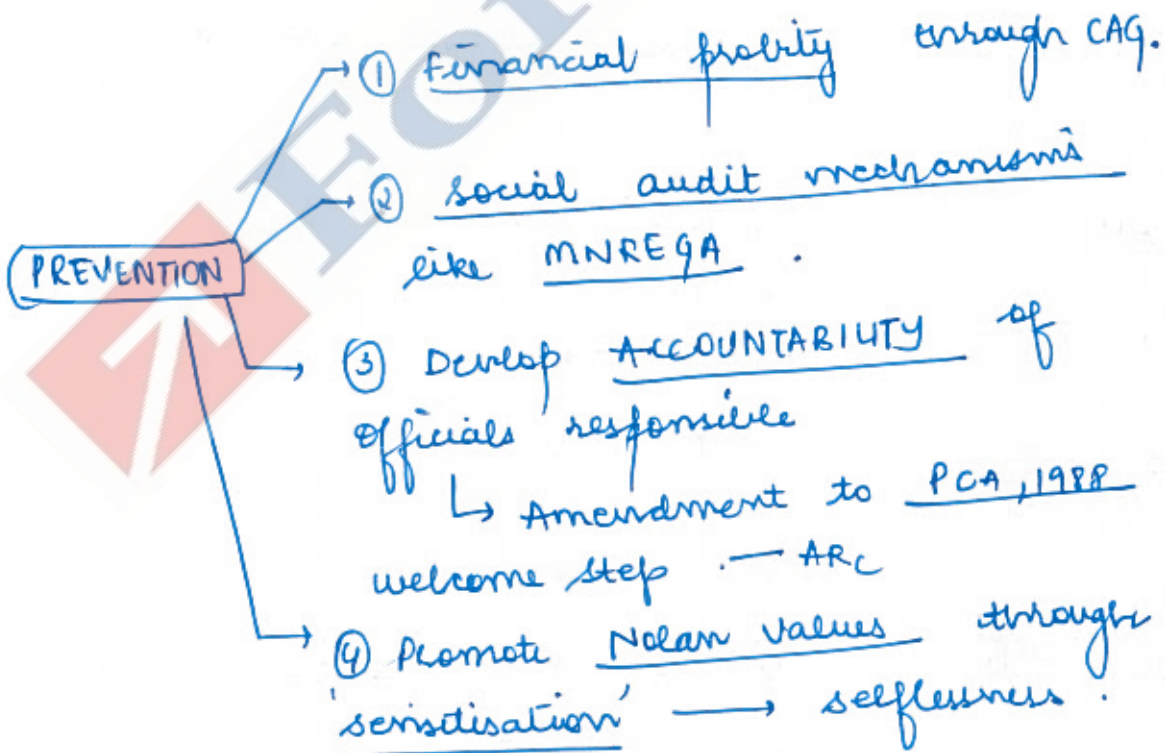 ① financial probity through CAG.
② social audit mechanisms
like MNREGA .
PREVENTION
③ Develop ACCOUNTABILITY of
officials responsible
↳ Amendment to PCA, 1988
welcome step . — ARC
④ Promote Nolan values through
'sensitisation' → selflessness .